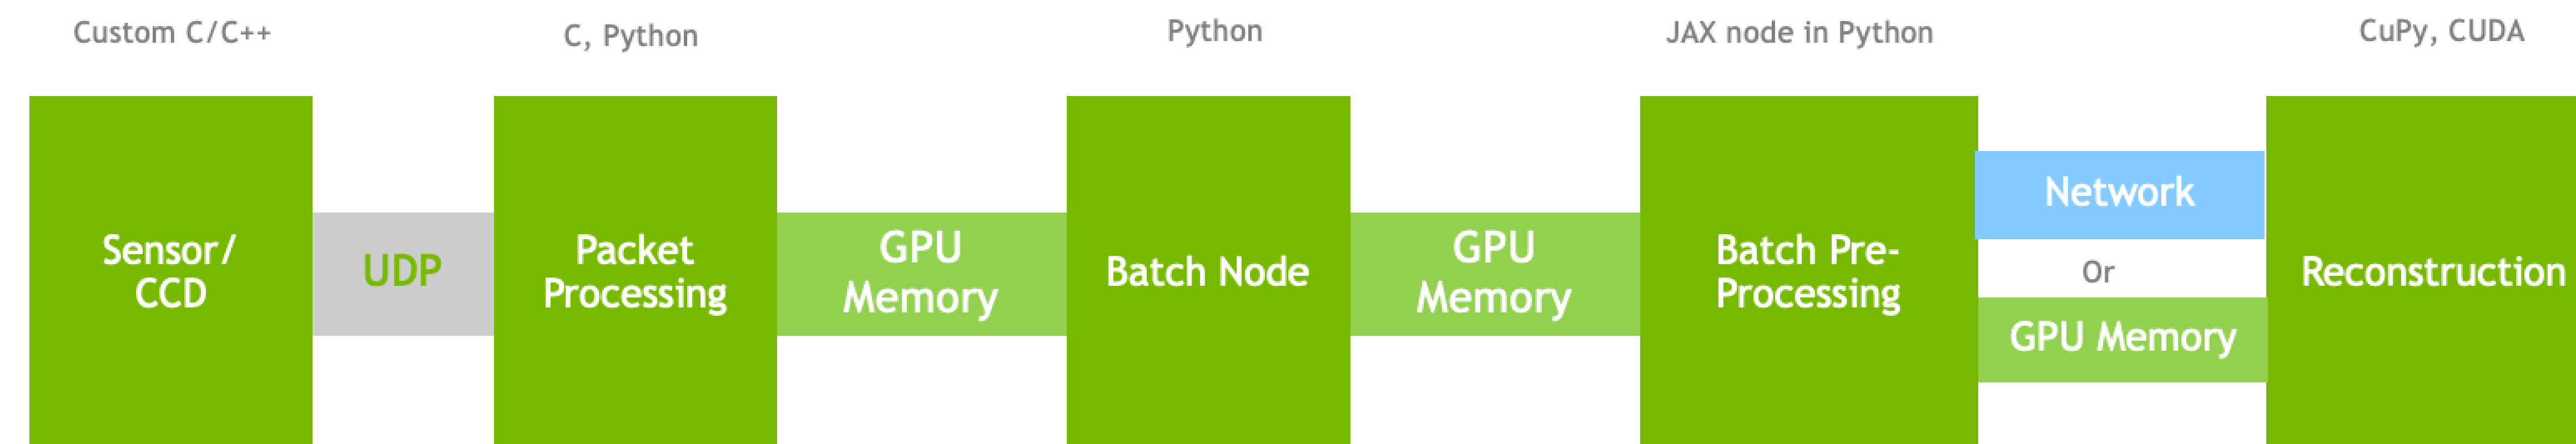 Custom C/C++
C, Python
Python
JAX node in Python
CuPy, CUDA
Sensor/
CCD
UDP
Packet
Processing
GPU
Memory
Batch Node
GPU
Memory
Batch Pre-
Processing
Network
Or
GPU Memory
Reconstruction